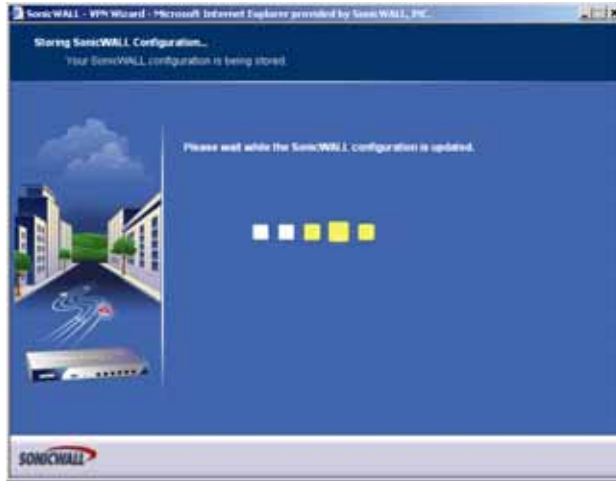 SonicWALL - VPN Wizard - Microsoft Internet Explorer provided by SonicWALL, INC.
Storing SonicWALL Configuration...
Your SonicWALL configuration is being stored.
Please wait while the SonicWALL configuration is updated.
SONICWALL